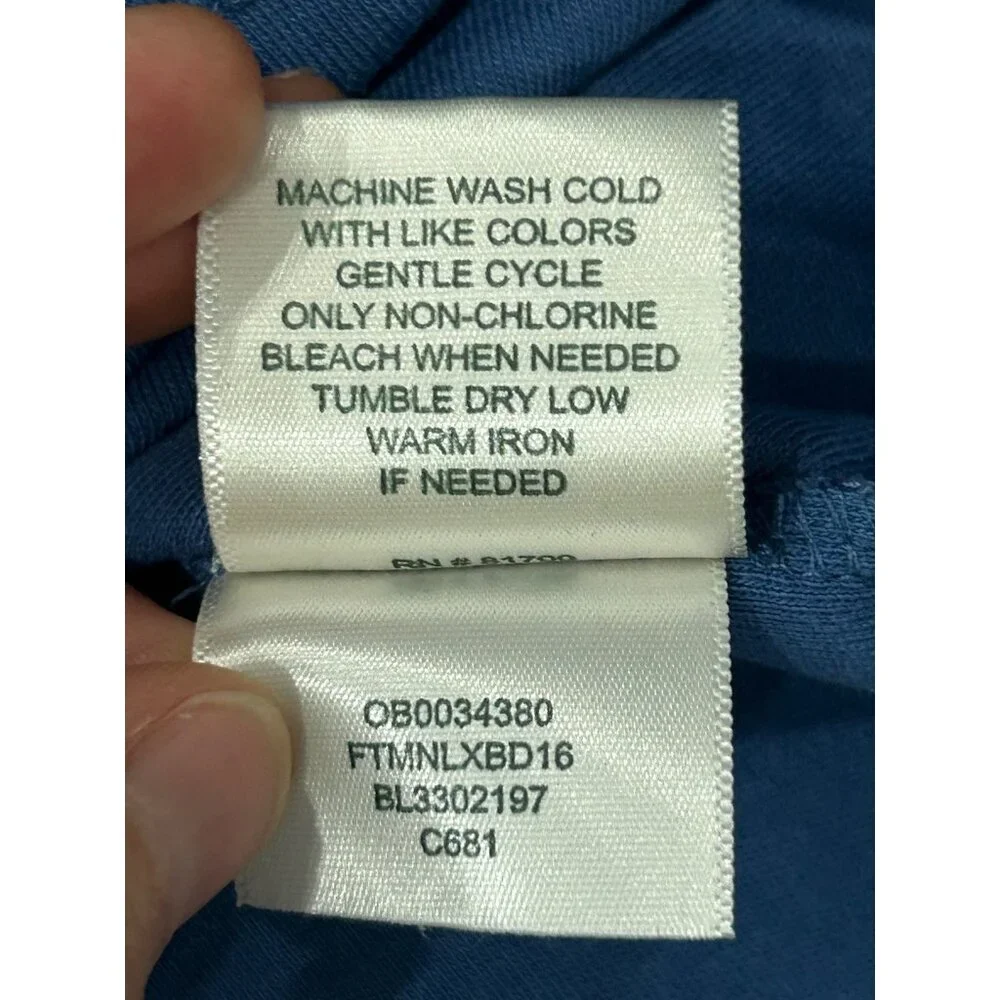 MACHINE WASH COLD
WITH LIKE COLORS
GENTLE CYCLE
ONLY NON-CHLORINE
BLEACH WHEN NEEDED
TUMBLE DRY LOW
WARM IRON
IF NEEDED
RN #
OB0034380
FTMNLXBD16
BL3302197
C681